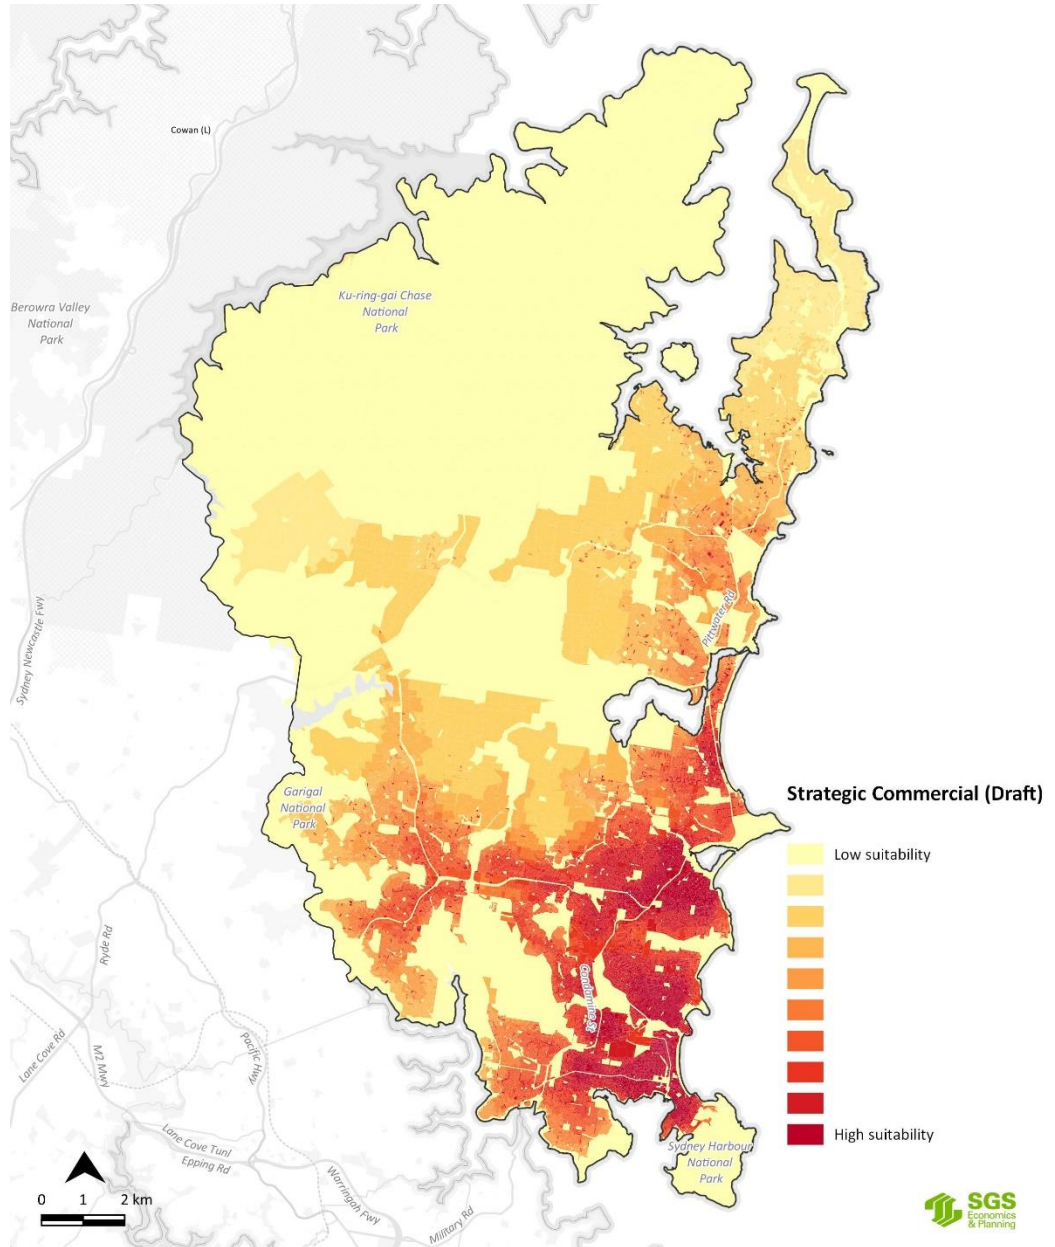 Cowan (L)
Berowra Valley
National
Park
Ku-ring-gai Chase
National
Park
Sydney Newcastle Fwy
Pittwater Rd
Garigal
National
Park
Strategic Commercial (Draft)
Low suitability
High suitability
Ryde Rd
Condamine St
Lane Cove Rd
M2 Mwy
Pacific Hwy
Lane Cove Tunl
Epping Rd
Warringah Fwy
Military Rd
Sydney Harbour
National
Park
0 1 2 km
SGS
Economics
& Planning